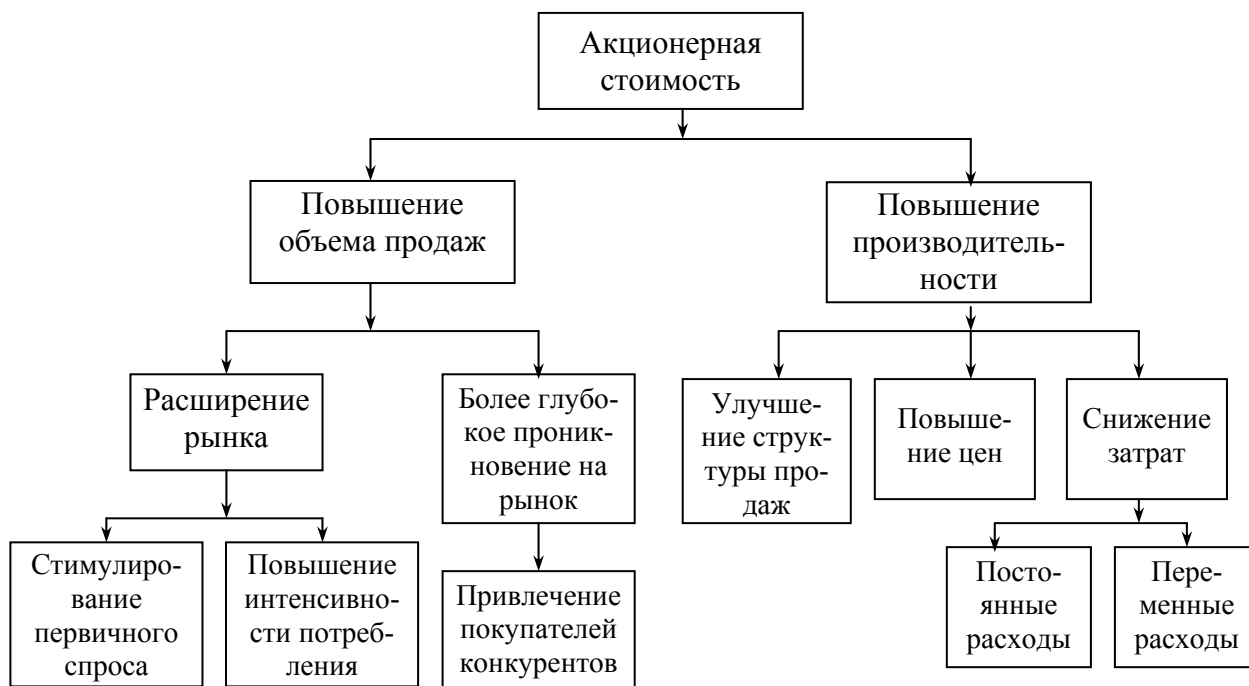 Акционерная
стоимость
Повышение
объема продаж
Повышение
производитель-
ности
Расширение
рынка
Более глубо-
кое проник-
новение на
рынок
Улучше-
ние струк-
туры про-
даж
Повыше-
ние цен
Снижение
затрат
Стимулиро-
вание
первичного
спроса
Повышение
интенсивно-
сти потреб-
ления
Привлечение
покупателей
конкурентов
Посто-
янные
расходы
Пере-
менные
расходы